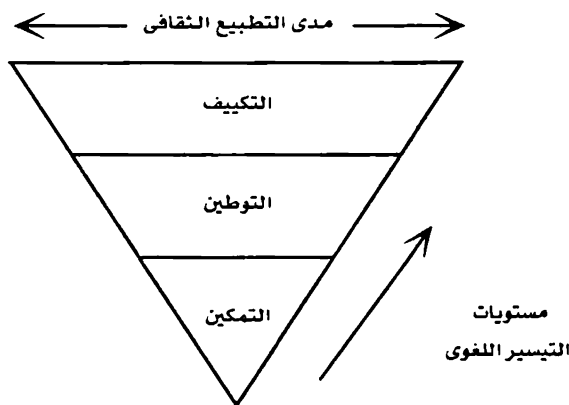 مدى التطبيع الثقافى
التكييف
التوطين
التمكين
مستويات
التيسير اللغوى